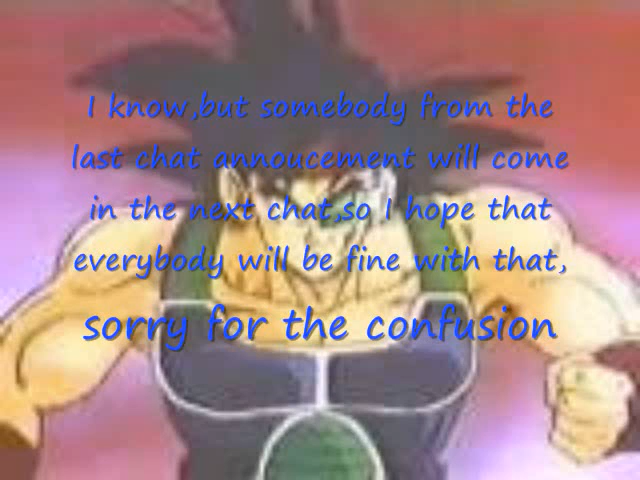 I know,but somebody from the
last chat annoucement will come
in the next chat,so I hope that
everybody will be fine with that,
sorry for the confusion